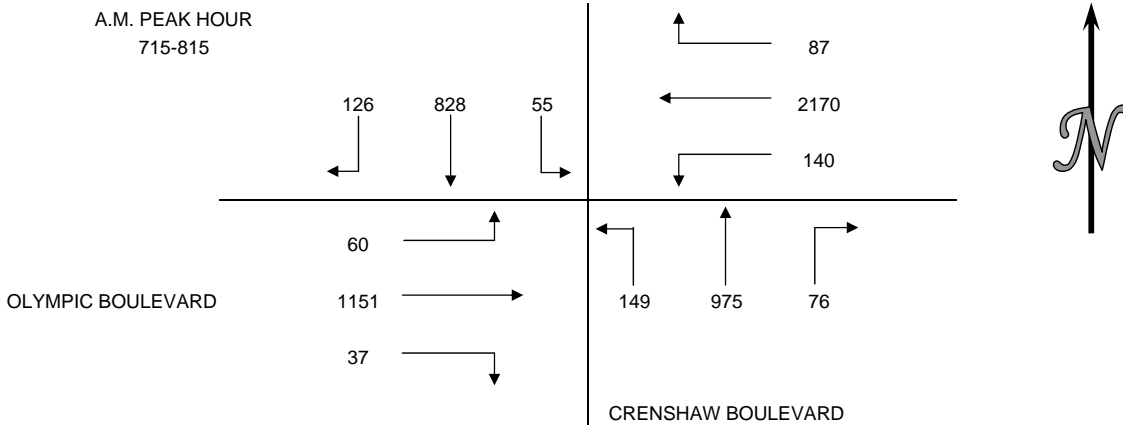 A.M. PEAK HOUR
715-815
126 828 55
87
2170
140
N
60
1151
37
OLYMPIC BOULEVARD
149 975 76
CRENSHAW BOULEVARD